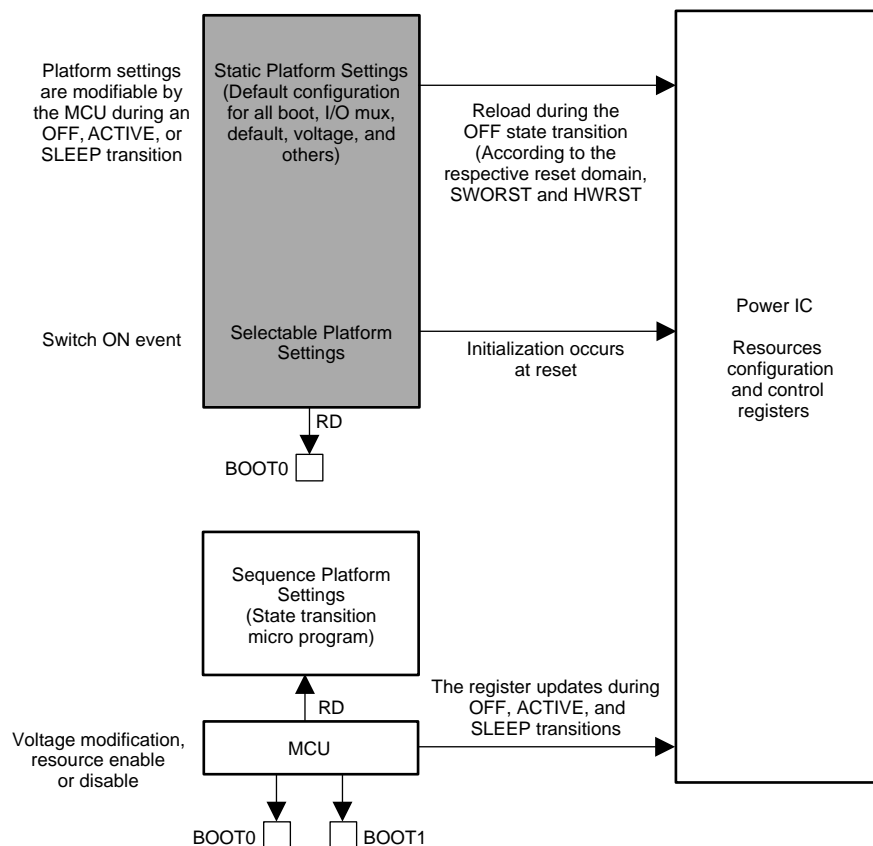 Platform settings
are modifiable by
the MCU during an
OFF, ACTIVE, or
SLEEP transition
Static Platform Settings
(Default configuration
for all boot, I/O mux,
default, voltage, and
others)
Reload during the
OFF state transition
(According to the
respective reset domain,
SWORST and HWRST
Switch ON event
Selectable Platform
Settings
Initialization occurs
at reset
Power IC
Resources
configuration
and control
registers
RD
BOOT0
Sequence Platform
Settings
(State transition
micro program)
RD
The register updates during
OFF, ACTIVE, and
SLEEP transitions
Voltage modification,
resource enable
or disable
MCU
BOOT0
BOOT1